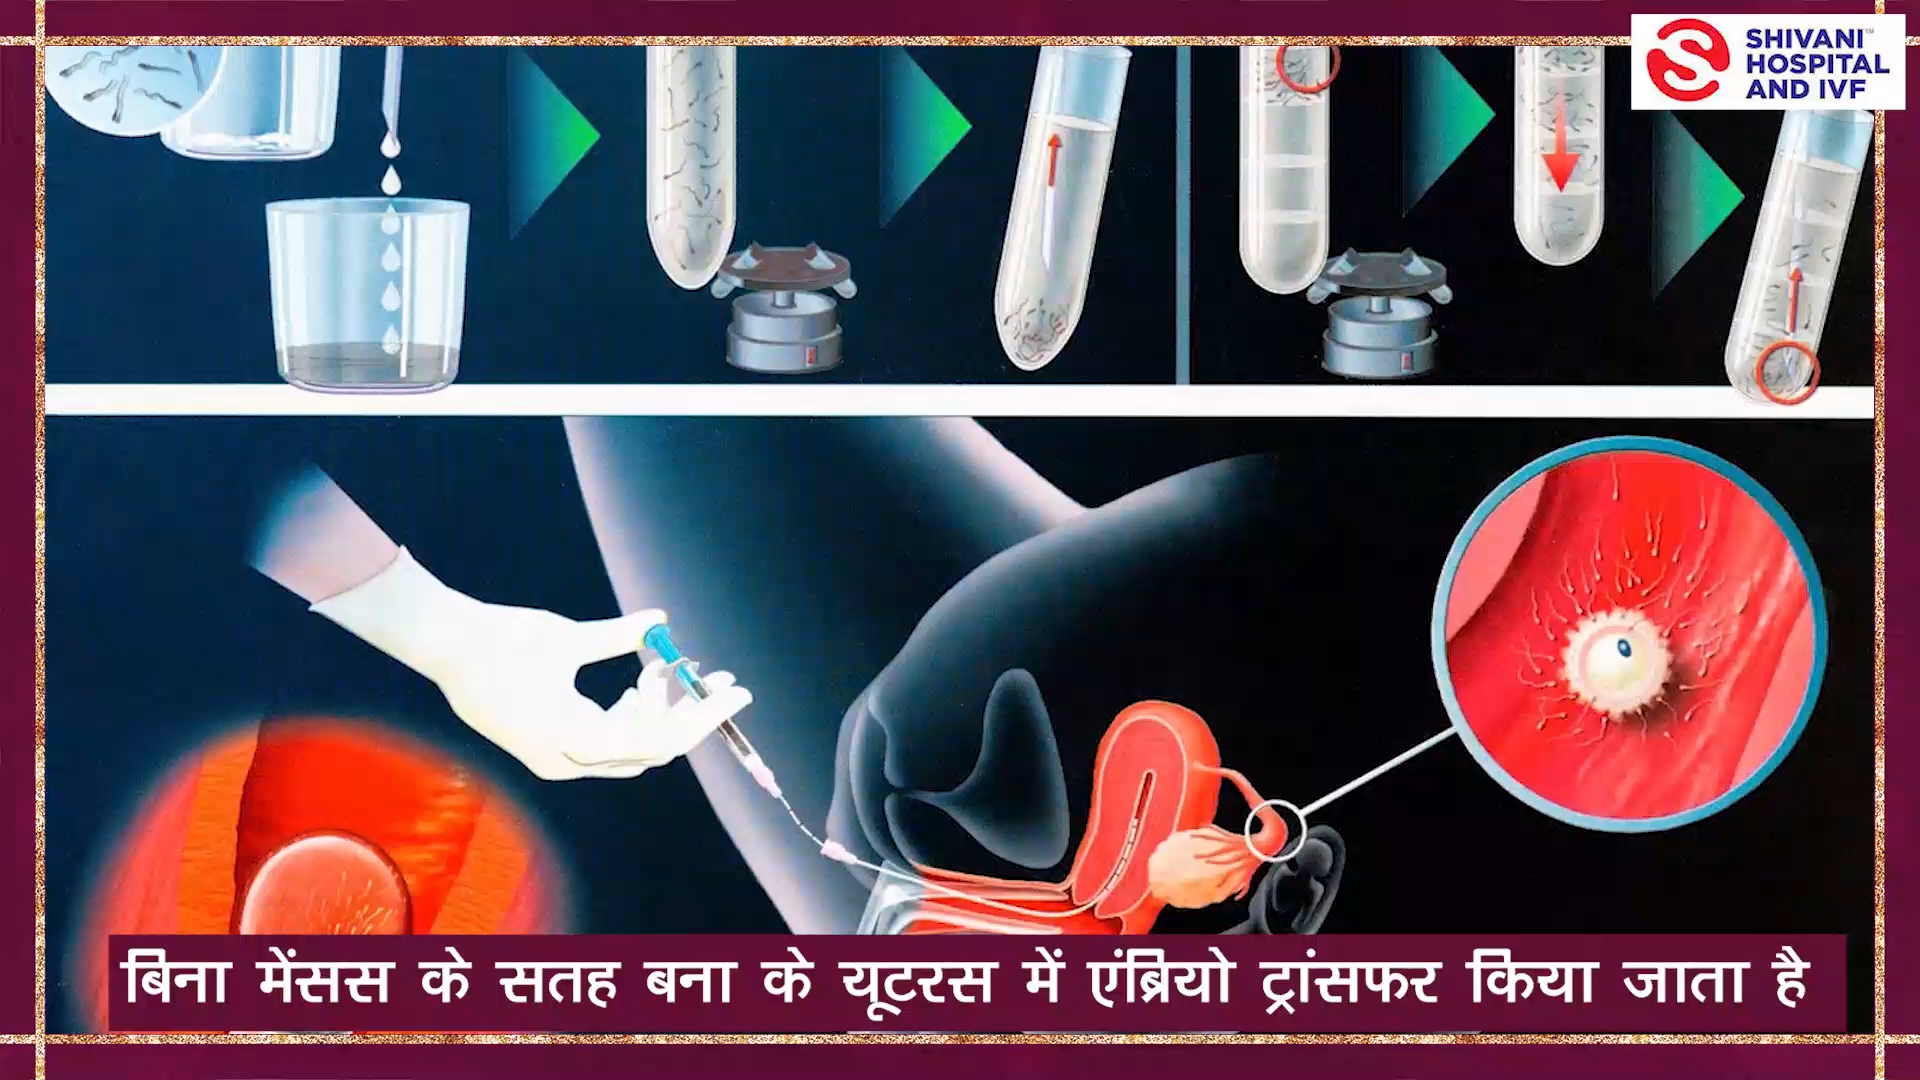 SHIVANI™
HOSPITAL
AND IVF
बिना मेंसस के सतह बना के यूटरस में एंब्रियो ट्रांसफर किया जाता है